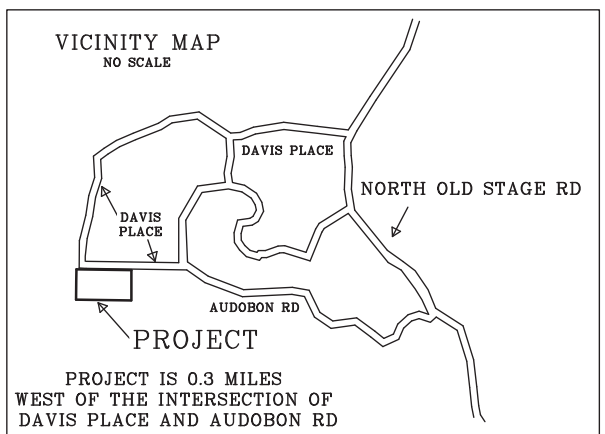 VICINITY MAP
NO SCALE
DAVIS PLACE
NORTH OLD STAGE RD
DAVIS
PLACE
AUDOBON RD
PROJECT
PROJECT IS 0.3 MILES
WEST OF THE INTERSECTION OF
DAVIS PLACE AND AUDOBON RD